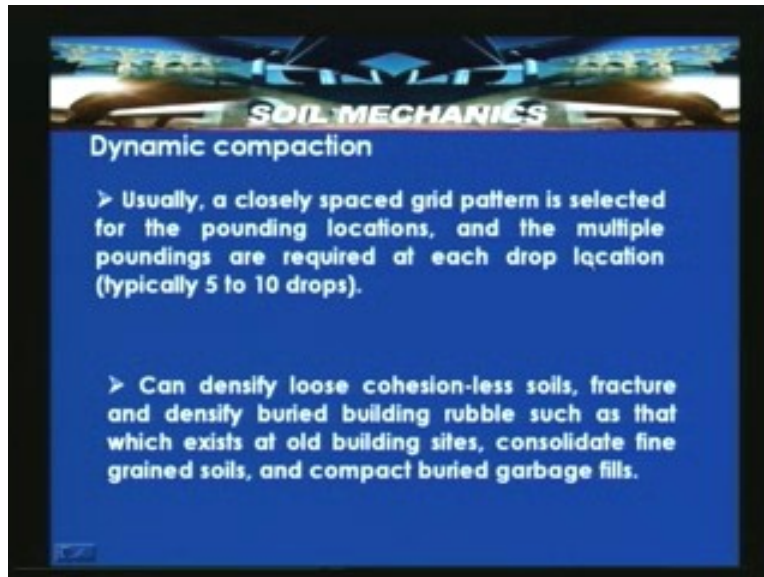 SOIL MECHANICS
Dynamic compaction
➢ Usually, a closely spaced grid pattern is selected
for the pounding locations, and the multiple
poundings are required at each drop location
(typically 5 to 10 drops).
➢ Can densify loose cohesion-less soils, fracture
and densify buried building rubble such as that
which exists at old building sites, consolidate fine
grained soils, and compact buried garbage fills.